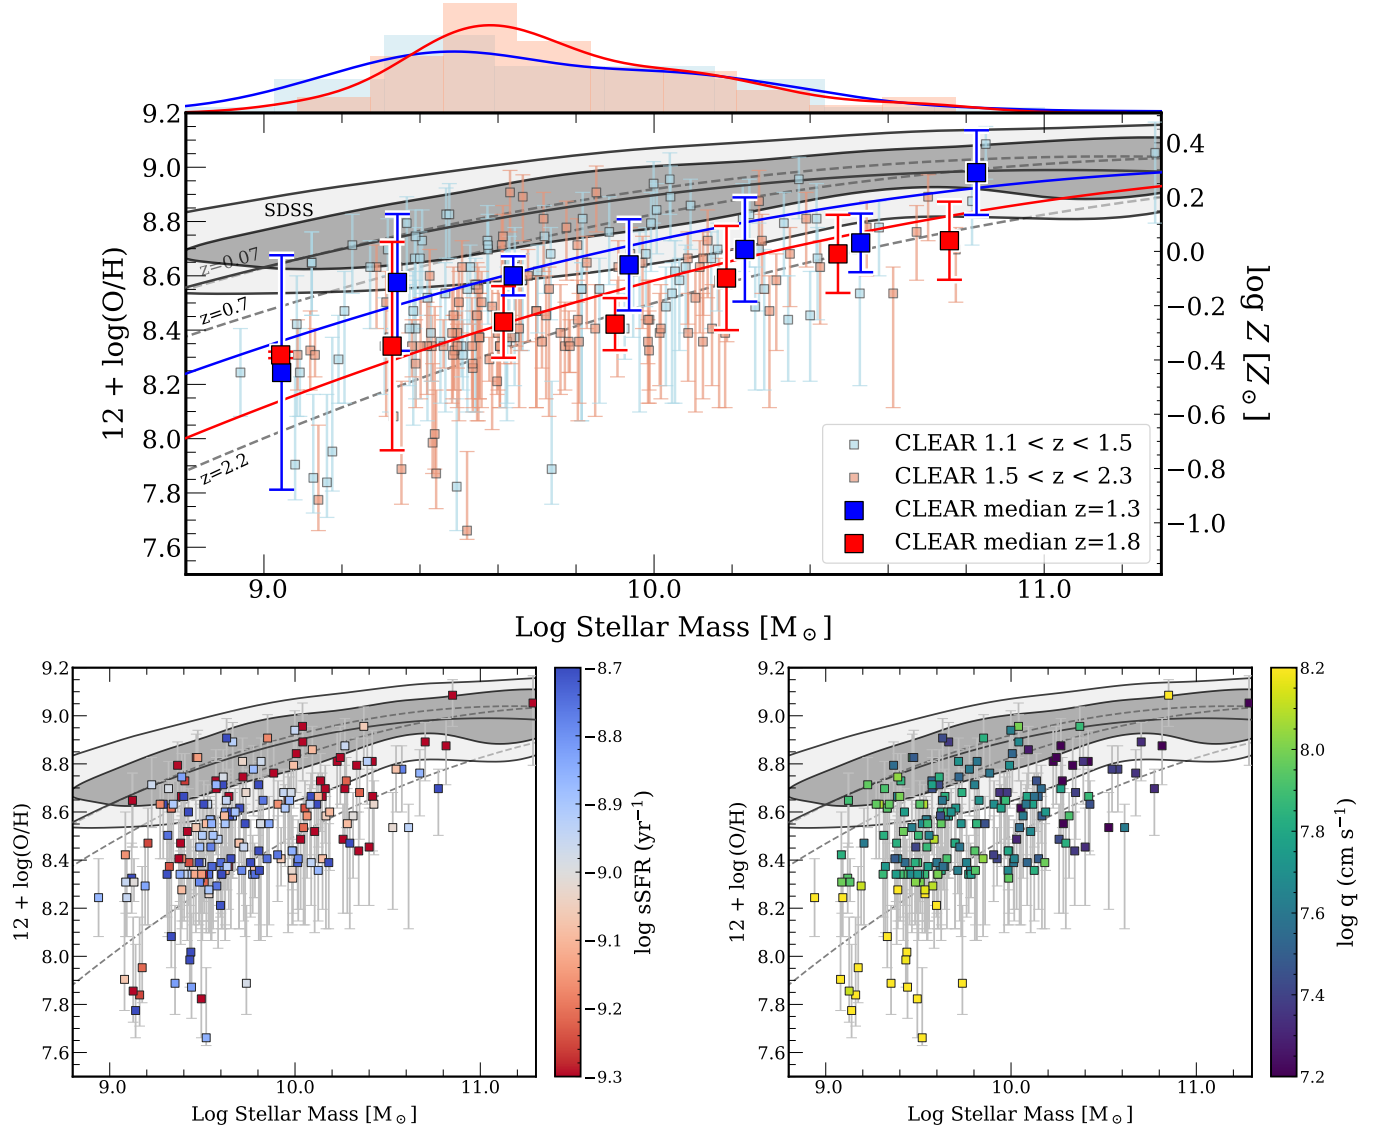 9.2
9.0
8.8
8.6
8.4
8.2
8.0
7.8
7.6
12 + log(O/H)
SDSS
z=0.07
z=0.7
z=2.2
0.4
0.2
0.0
−0.2
−0.4
−0.6
−0.8
−1.0
log Z [Z⊙]
CLEAR 1.1 < z < 1.5
CLEAR 1.5 < z < 2.3
CLEAR median z=1.3
CLEAR median z=1.8
9.0 10.0 11.0
Log Stellar Mass [M⊙]
9.2
9.0
8.8
8.6
8.4
8.2
8.0
7.8
7.6
12 + log(O/H)
9.0 10.0 11.0
Log Stellar Mass [M⊙]
−8.7
−8.8
−8.9
−9.0
−9.1
−9.2
−9.3
log sSFR (yr⁻¹)
9.2
9.0
8.8
8.6
8.4
8.2
8.0
7.8
7.6
12 + log(O/H)
9.0 10.0 11.0
Log Stellar Mass [M⊙]
8.2
8.0
7.8
7.6
7.4
7.2
log q (cm s⁻¹)